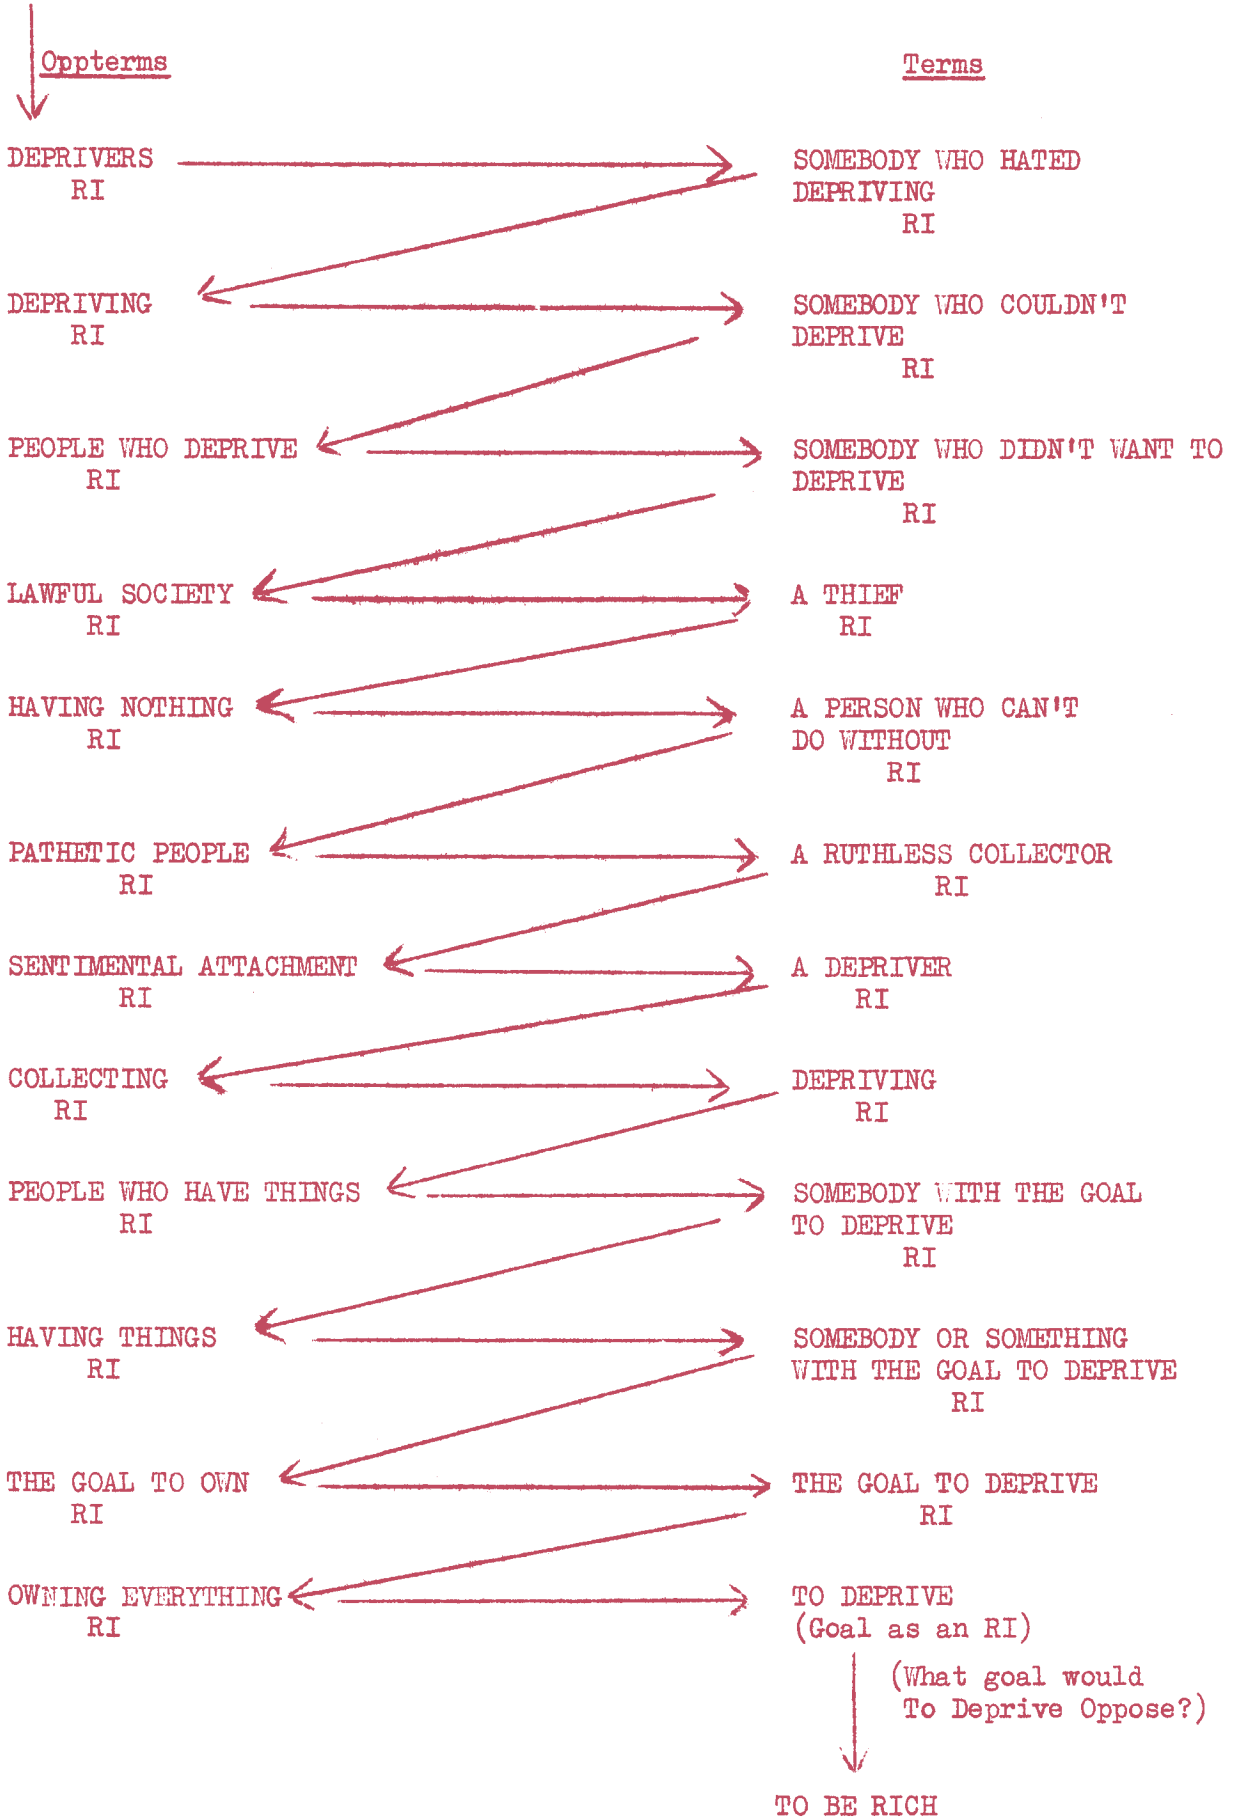 Oppterms
Terms
DEPRIVERS
RI
SOMEBODY WHO HATED
DEPRIVING
RI
DEPRIVING
RI
SOMEBODY WHO COULDN'T
DEPRIVE
RI
PEOPLE WHO DEPRIVE
RI
SOMEBODY WHO DIDN'T WANT TO
DEPRIVE
RI
LAWFUL SOCIETY
RI
A THIEF
RI
HAVING NOTHING
RI
A PERSON WHO CAN'T
DO WITHOUT
RI
PATHETIC PEOPLE
RI
A RUTHLESS COLLECTOR
RI
SENTIMENTAL ATTACHMENT
RI
A DEPRIVER
RI
COLLECTING
RI
DEPRIVING
RI
PEOPLE WHO HAVE THINGS
RI
SOMEBODY WITH THE GOAL
TO DEPRIVE
RI
HAVING THINGS
RI
SOMEBODY OR SOMETHING
WITH THE GOAL TO DEPRIVE
RI
THE GOAL TO OWN
RI
THE GOAL TO DEPRIVE
RI
OWNING EVERYTHING
RI
TO DEPRIVE
(Goal as an RI)
(What goal would
To Deprive Oppose?)
TO BE RICH